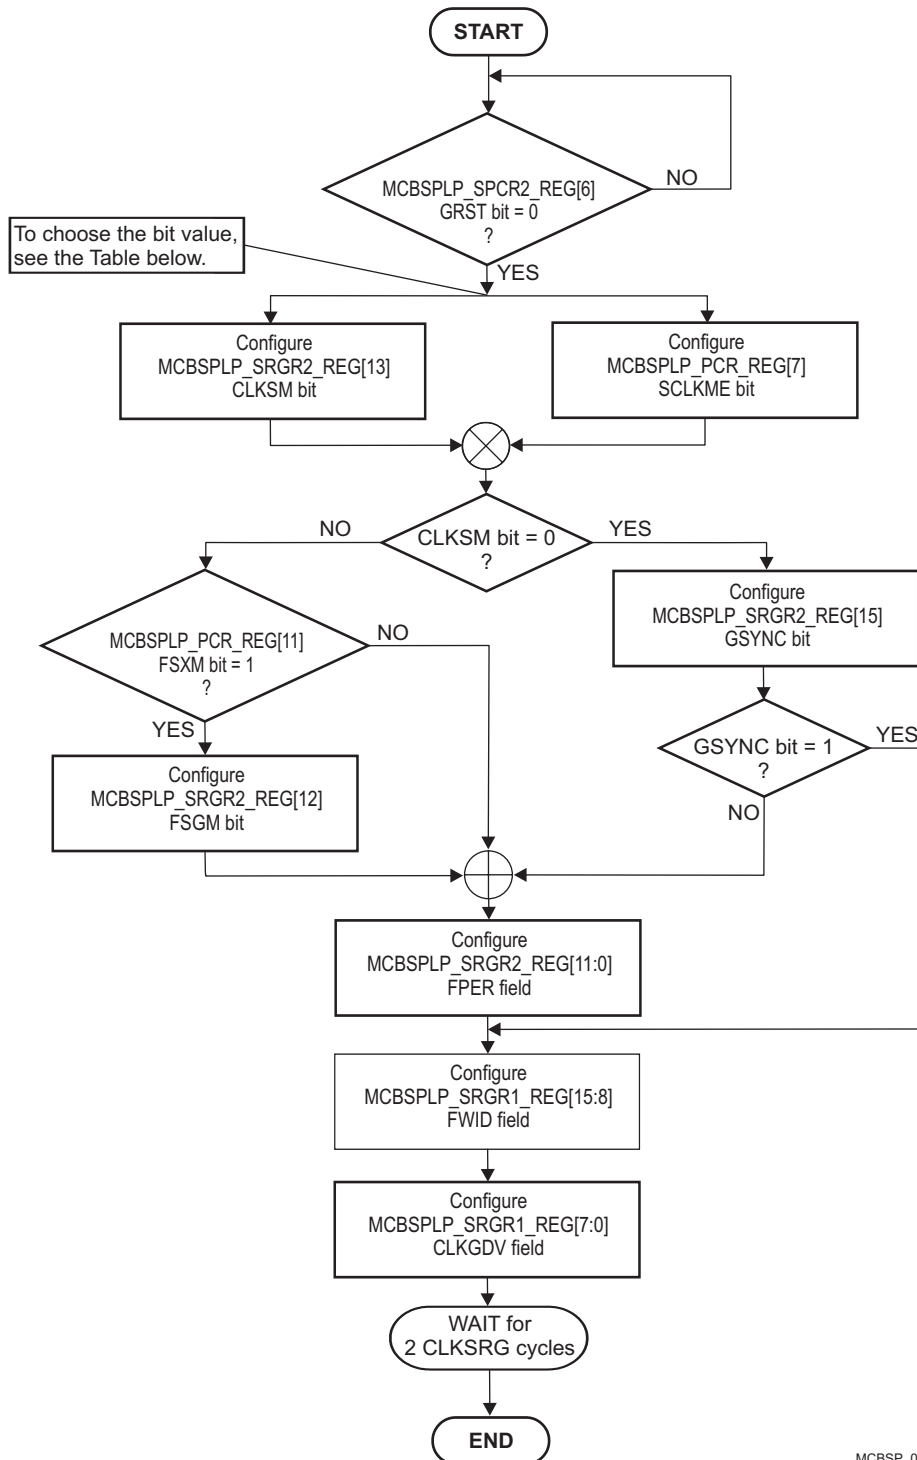 START
NO
MCBSPLP_SPCR2_REG[6]
GRST bit = 0
?
To choose the bit value,
see the Table below.
YES
Configure
MCBSPLP_SRGR2_REG[13]
CLKSM bit
Configure
MCBSPLP_PCR_REG[7]
SCLKME bit
NO
CLKSM bit = 0
?
YES
MCBSPLP_PCR_REG[11]
FSXM bit = 1
?
NO
Configure
MCBSPLP_SRGR2_REG[15]
GSYNC bit
YES
GSYNC bit = 1
?
YES
Configure
MCBSPLP_SRGR2_REG[12]
FSGM bit
NO
Configure
MCBSPLP_SRGR2_REG[11:0]
FPER field
Configure
MCBSPLP_SRGR1_REG[15:8]
FWID field
Configure
MCBSPLP_SRGR1_REG[7:0]
CLKGDV field
WAIT for
2 CLKSRG cycles
END
MCBSP_0